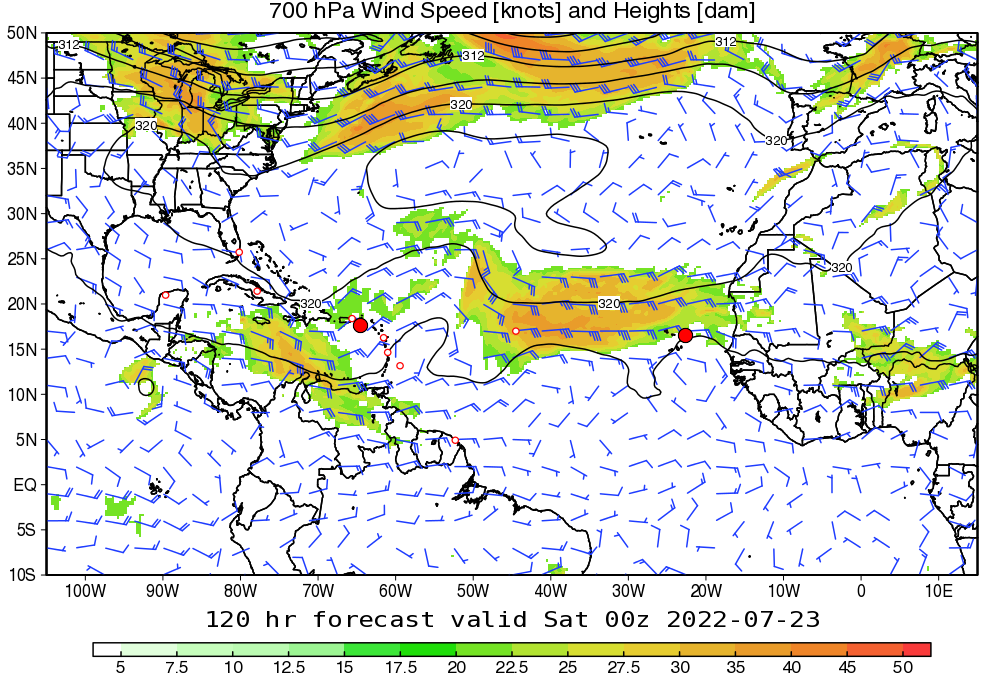 700 hPa Wind Speed [knots] and Heights [dam]
50N
45N
40N
35N
30N
25N
20N
15N
10N
5N
EQ
5S
10S
312
312
312
320
320
320
320
320
320
100W 90W 80W 70W 60W 50W 40W 30W 20W 10W 0 10E
120 hr forecast valid Sat 00z 2022-07-23
5 7.5 10 12.5 15 17.5 20 22.5 25 27.5 30 35 40 45 50